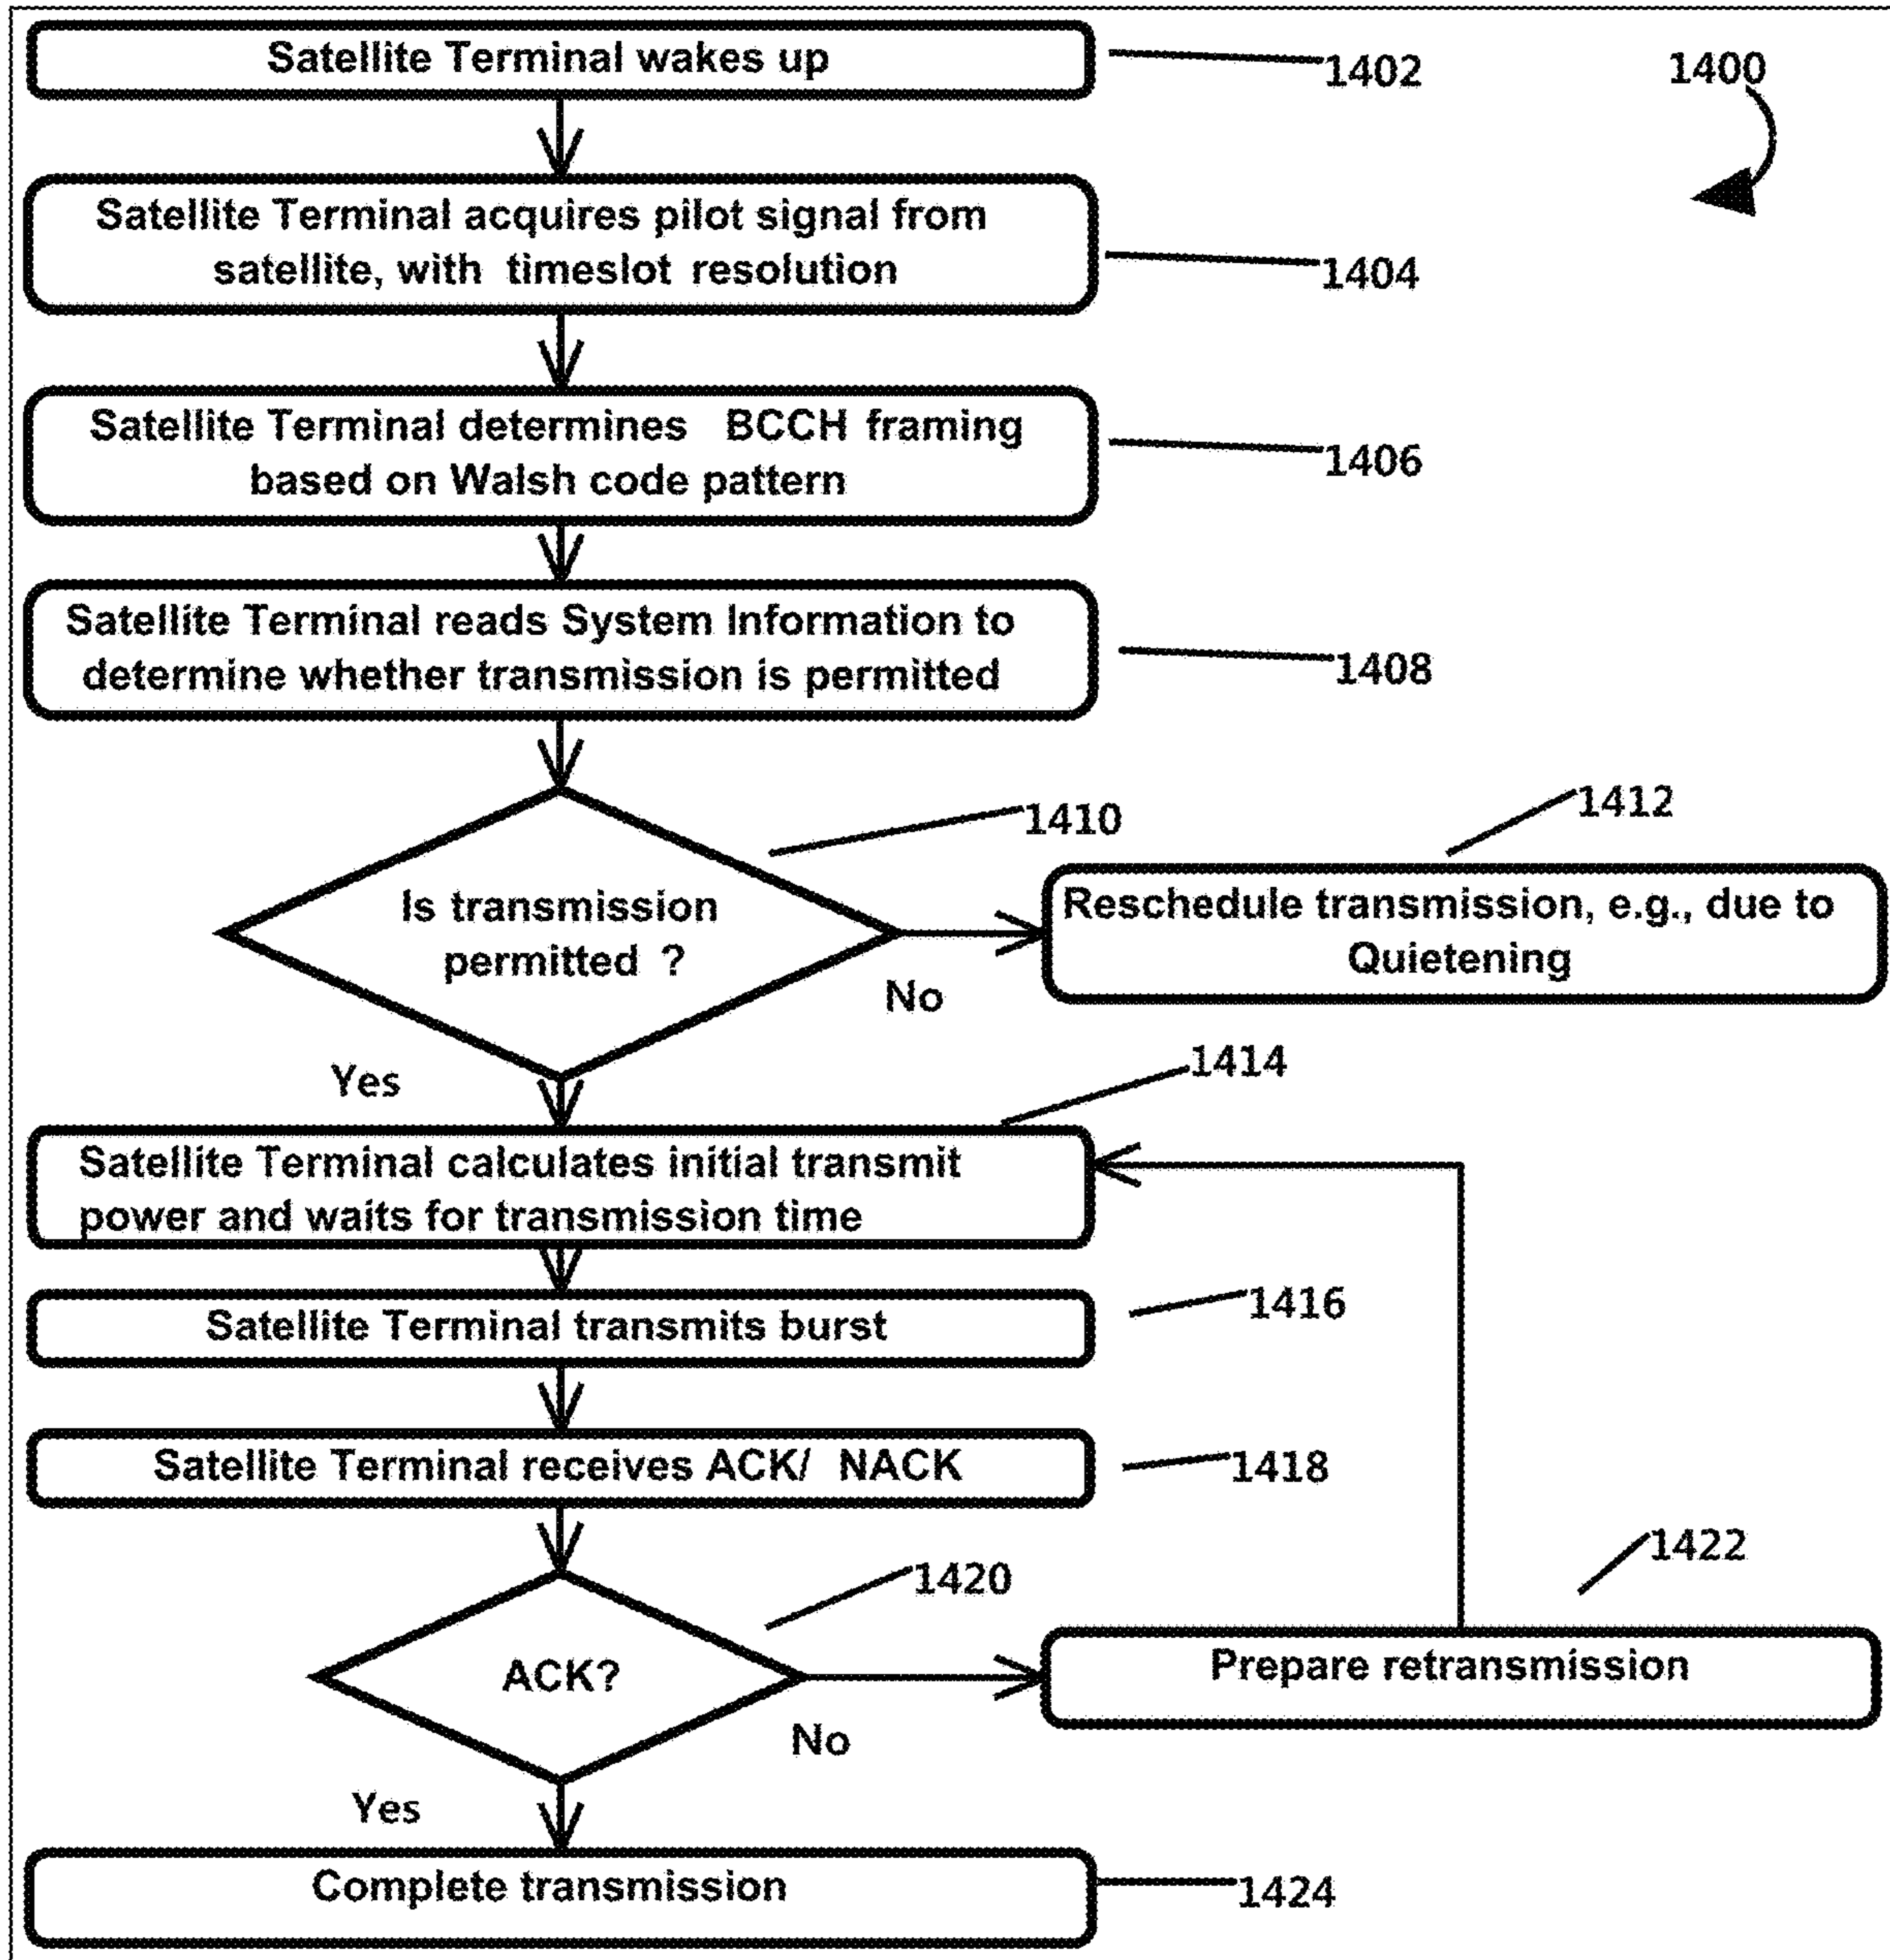 Satellite Terminal wakes up
1402
1400
Satellite Terminal acquires pilot signal from
satellite, with timeslot resolution
1404
Satellite Terminal determines BCCH framing
based on Walsh code pattern
1406
Satellite Terminal reads System Information to
determine whether transmission is permitted
1408
1410
Is transmission
permitted ?
1412
Reschedule transmission, e.g., due to
Quietening
No
Yes
1414
Satellite Terminal calculates initial transmit
power and waits for transmission time
Satellite Terminal transmits burst
1416
Satellite Terminal receives ACK/ NACK
1418
1420
ACK?
1422
Prepare retransmission
No
Yes
Complete transmission
1424